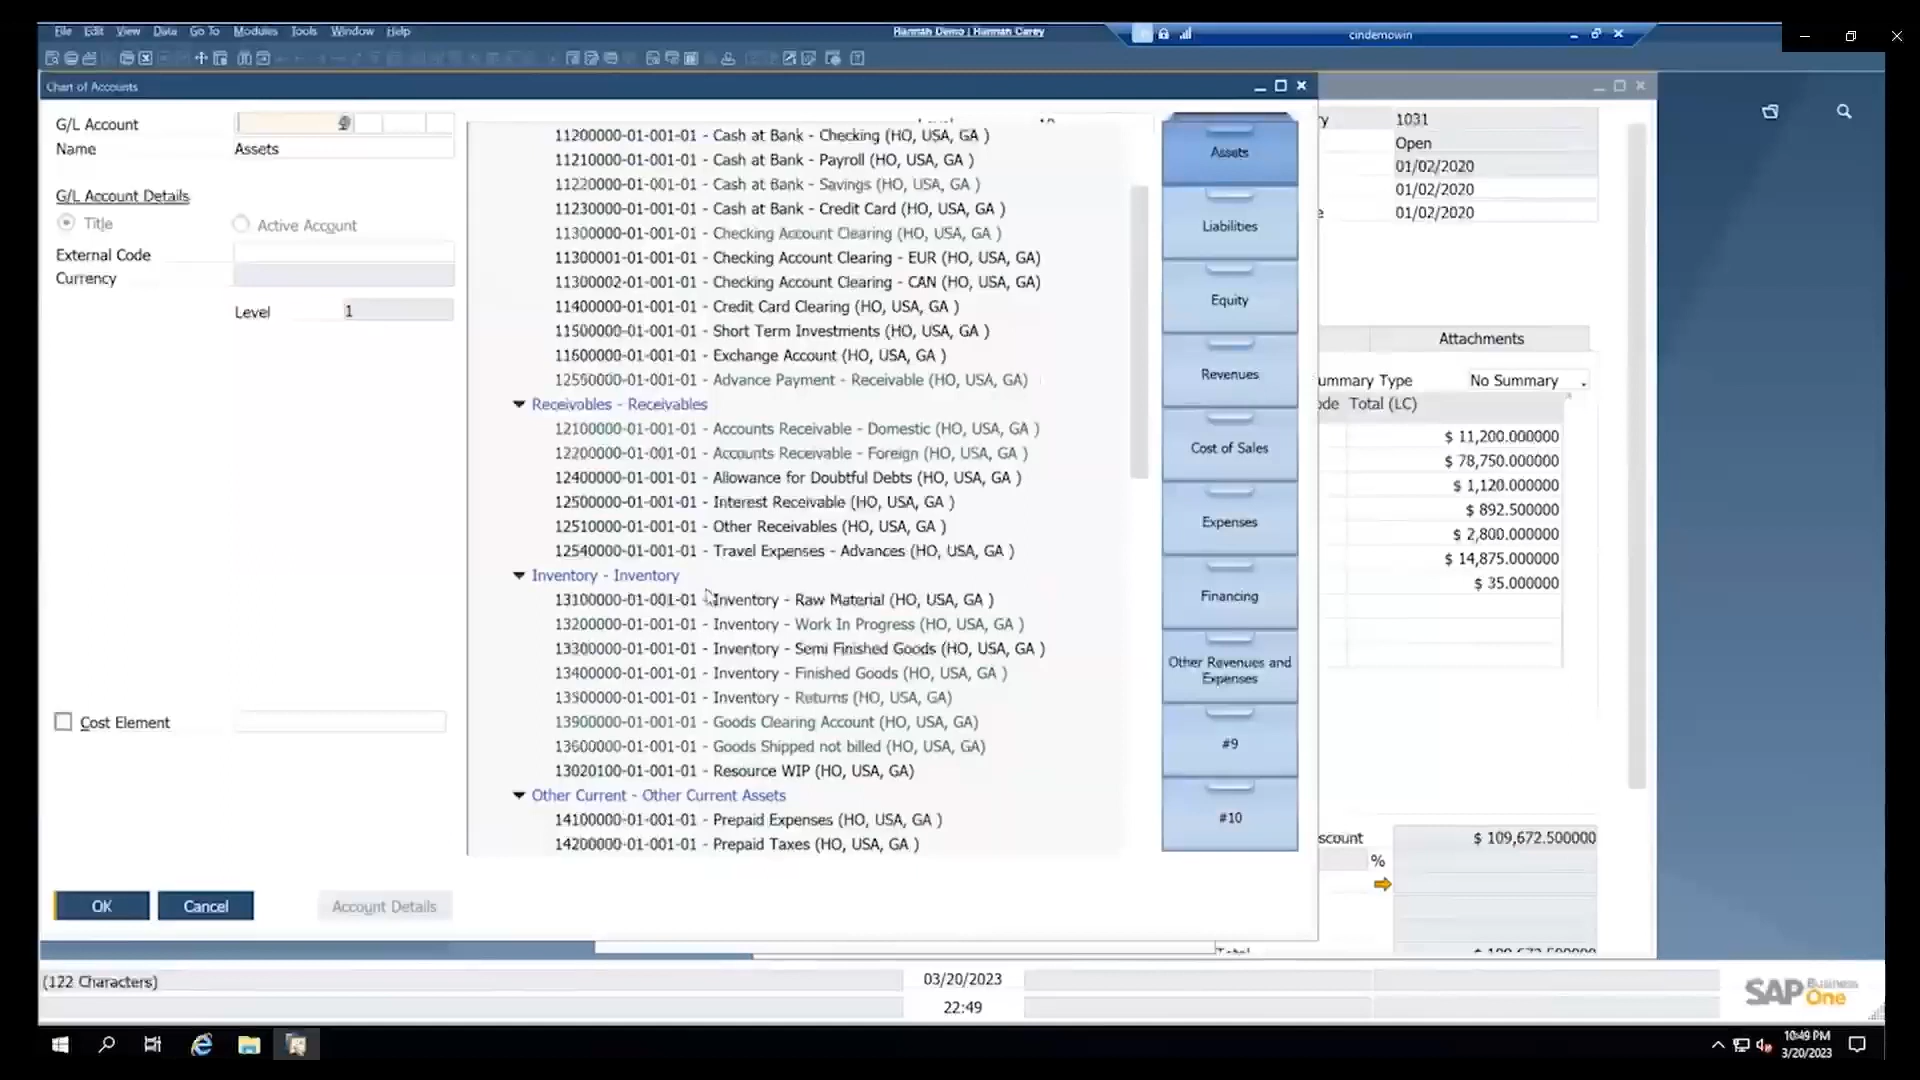 File Edit View Data Go To Modules Tools Window Help
Hannah Demo | Hannah Carey
cindemowin
Chart of Accounts
G/L Account
Name Assets
G/L Account Details
Title Active Account
External Code
Currency
Level 1
Cost Element
OK Cancel Account Details
11200000-01-001-01 - Cash at Bank - Checking (HO, USA, GA )
11210000-01-001-01 - Cash at Bank - Payroll (HO, USA, GA )
11220000-01-001-01 - Cash at Bank - Savings (HO, USA, GA )
11230000-01-001-01 - Cash at Bank - Credit Card (HO, USA, GA )
11300000-01-001-01 - Checking Account Clearing (HO, USA, GA )
11300001-01-001-01 - Checking Account Clearing - EUR (HO, USA, GA)
11300002-01-001-01 - Checking Account Clearing - CAN (HO, USA, GA)
11400000-01-001-01 - Credit Card Clearing (HO, USA, GA )
11500000-01-001-01 - Short Term Investments (HO, USA, GA )
11600000-01-001-01 - Exchange Account (HO, USA, GA )
12550000-01-001-01 - Advance Payment - Receivable (HO, USA, GA)
Receivables - Receivables
12100000-01-001-01 - Accounts Receivable - Domestic (HO, USA, GA )
12200000-01-001-01 - Accounts Receivable - Foreign (HO, USA, GA )
12400000-01-001-01 - Allowance for Doubtful Debts (HO, USA, GA )
12500000-01-001-01 - Interest Receivable (HO, USA, GA )
12510000-01-001-01 - Other Receivables (HO, USA, GA )
12540000-01-001-01 - Travel Expenses - Advances (HO, USA, GA )
Inventory - Inventory
13100000-01-001-01 - Inventory - Raw Material (HO, USA, GA )
13200000-01-001-01 - Inventory - Work In Progress (HO, USA, GA )
13300000-01-001-01 - Inventory - Semi Finished Goods (HO, USA, GA )
13400000-01-001-01 - Inventory - Finished Goods (HO, USA, GA )
13500000-01-001-01 - Inventory - Returns (HO, USA, GA)
13900000-01-001-01 - Goods Clearing Account (HO, USA, GA)
13600000-01-001-01 - Goods Shipped not billed (HO, USA, GA)
13020100-01-001-01 - Resource WIP (HO, USA, GA)
Other Current - Other Current Assets
14100000-01-001-01 - Prepaid Expenses (HO, USA, GA )
14200000-01-001-01 - Prepaid Taxes (HO, USA, GA )
Assets
Liabilities
Equity
Revenues
Cost of Sales
Expenses
Financing
Other Revenues and
Expenses
#9
#10
1031
Open
01/02/2020
01/02/2020
01/02/2020
Attachments
ummary Type No Summary
ode Total (LC)
$ 11,200.000000
$ 78,750.000000
$ 1,120.000000
$ 892.500000
$ 2,800.000000
$ 14,875.000000
$ 35.000000
scount $ 109,672.500000
%
(122 Characters)
03/20/2023
22:49
SAP Business
One
10:49 PM
3/20/2023